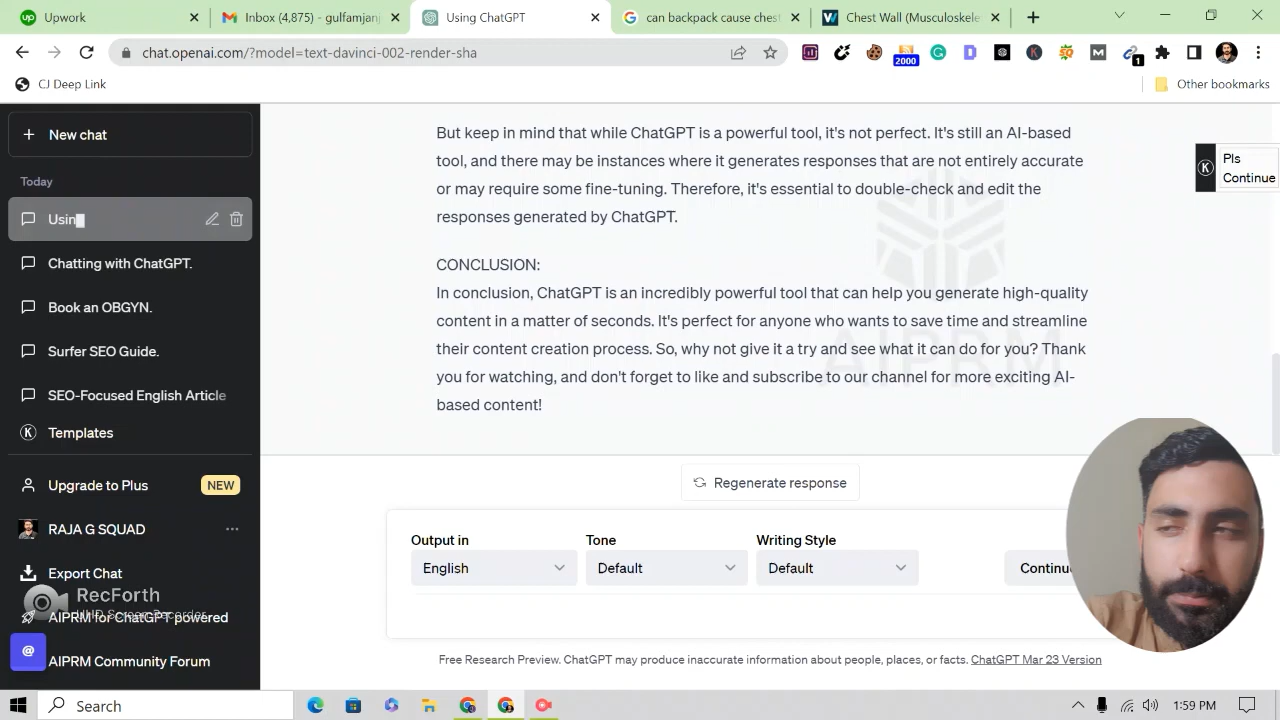 Upwork
Inbox (4,875) - gulfamjanj
Using ChatGPT
can backpack cause chest
Chest Wall (Musculoskele
chat.openai.com/?model=text-davinci-002-render-sha
2000
1
CJ Deep Link
Other bookmarks
New chat
Today
Usin
Chatting with ChatGPT.
Book an OBGYN.
Surfer SEO Guide.
SEO-Focused English Article
Templates
Upgrade to Plus
NEW
RAJA G SQUAD
Export Chat
RecForth
UHD Screen Recorder
AIPRM for ChatGPT powered
AIPRM Community Forum
But keep in mind that while ChatGPT is a powerful tool, it's not perfect. It's still an AI-based
tool, and there may be instances where it generates responses that are not entirely accurate
or may require some fine-tuning. Therefore, it's essential to double-check and edit the
responses generated by ChatGPT.
CONCLUSION:
In conclusion, ChatGPT is an incredibly powerful tool that can help you generate high-quality
content in a matter of seconds. It's perfect for anyone who wants to save time and streamline
their content creation process. So, why not give it a try and see what it can do for you? Thank
you for watching, and don't forget to like and subscribe to our channel for more exciting AI-
based content!
AIPRM
Pls
Continue
Regenerate response
Output in
Tone
Writing Style
English
Default
Default
Continue
Free Research Preview. ChatGPT may produce inaccurate information about people, places, or facts. ChatGPT Mar 23 Version
Search
1:59 PM